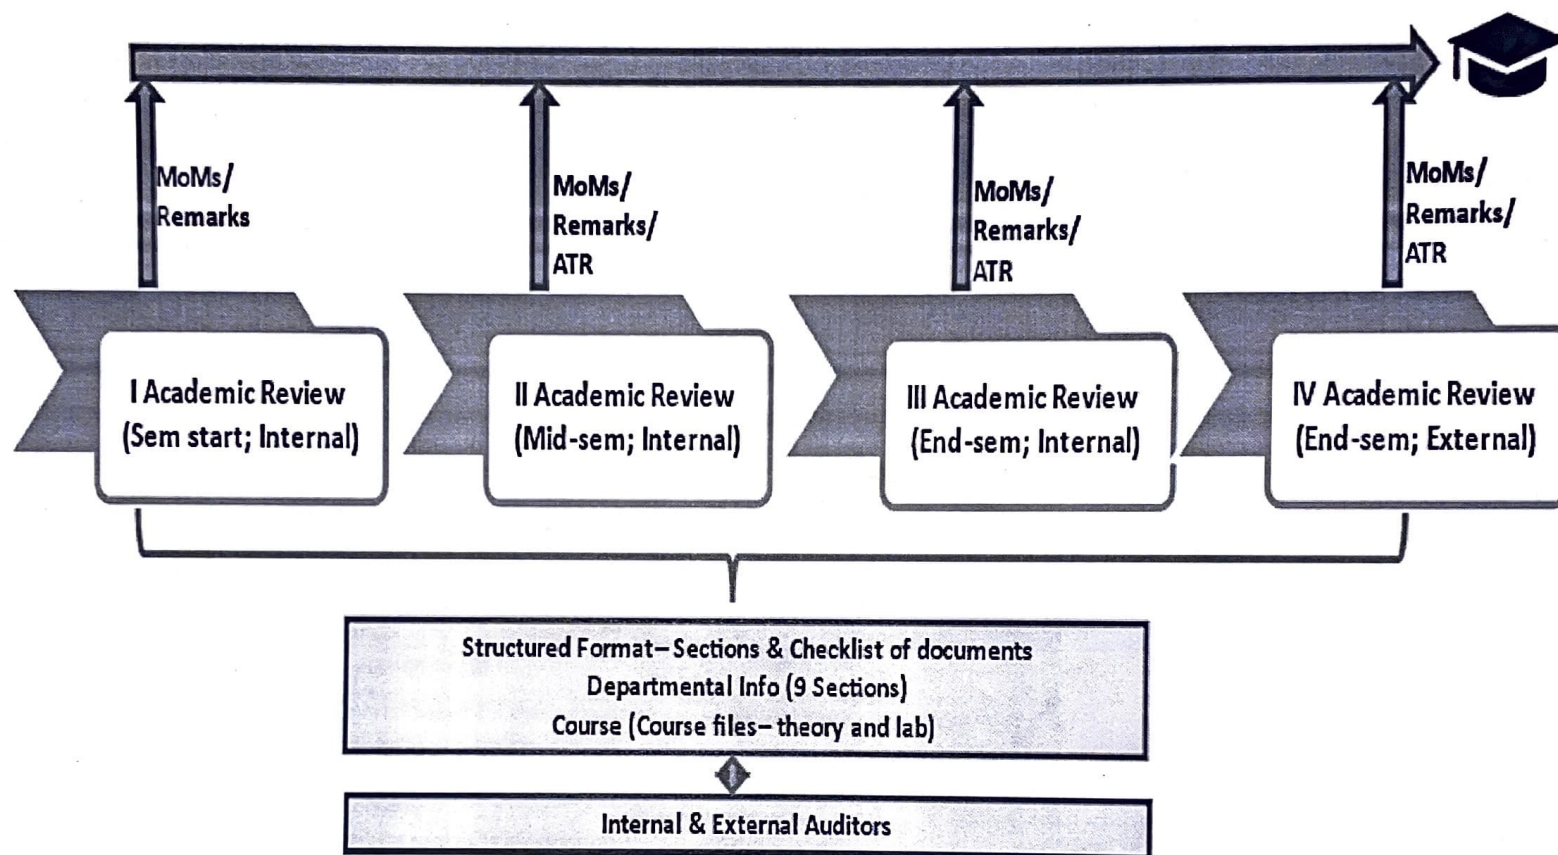 MoMs/
Remarks
MoMs/
Remarks/
ATR
MoMs/
Remarks/
ATR
MoMs/
Remarks/
ATR
I Academic Review
(Sem start; Internal)
II Academic Review
(Mid-sem; Internal)
III Academic Review
(End-sem; Internal)
IV Academic Review
(End-sem; External)
Structured Format– Sections & Checklist of documents
Departmental Info (9 Sections)
Course (Course files– theory and lab)
Internal & External Auditors